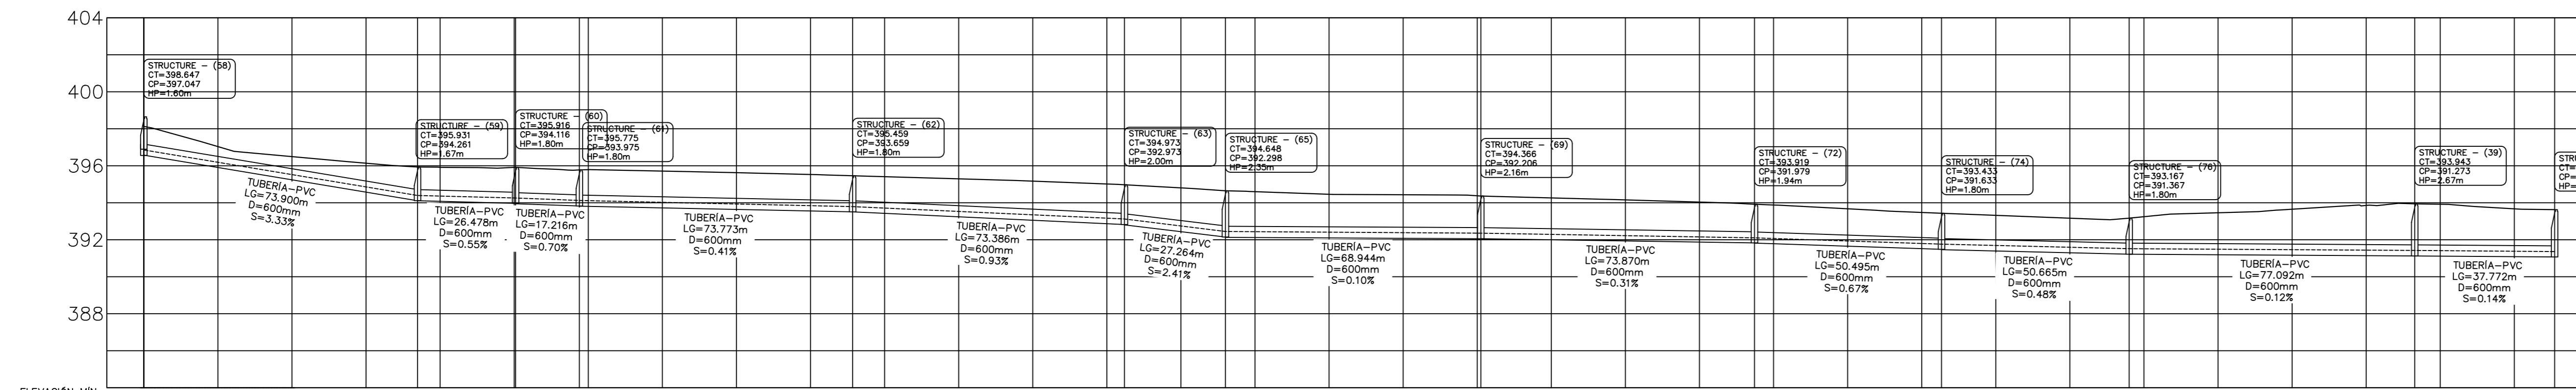 404
400
396
392
388
STRUCTURE - (58)
CT=398.647
CP=397.047
HP=1.60m
TUBERÍA-PVC
LG=73.900m
D=600mm
S=3.33%
STRUCTURE - (59)
CT=395.931
CP=394.261
HP=1.67m
TUBERÍA-PVC
LG=26.478m
D=600mm
S=0.55%
STRUCTURE - (60)
CT=395.916
CP=394.116
HP=1.80m
TUBERÍA-PVC
LG=17.216m
D=600mm
S=0.70%
STRUCTURE - (61)
CT=395.775
CP=393.975
HP=1.80m
TUBERÍA-PVC
LG=73.773m
D=600mm
S=0.41%
STRUCTURE - (62)
CT=395.459
CP=393.659
HP=1.80m
TUBERÍA-PVC
LG=73.386m
D=600mm
S=0.93%
STRUCTURE - (63)
CT=394.973
CP=392.973
HP=2.00m
TUBERÍA-PVC
LG=27.264m
D=600mm
S=2.41%
STRUCTURE - (65)
CT=394.648
CP=392.298
HP=2.35m
TUBERÍA-PVC
LG=68.944m
D=600mm
S=0.10%
STRUCTURE - (69)
CT=394.366
CP=392.206
HP=2.16m
TUBERÍA-PVC
LG=73.870m
D=600mm
S=0.31%
STRUCTURE - (72)
CT=393.919
CP=391.979
HP=1.94m
TUBERÍA-PVC
LG=50.495m
D=600mm
S=0.67%
STRUCTURE - (74)
CT=393.433
CP=391.633
HP=1.80m
TUBERÍA-PVC
LG=50.665m
D=600mm
S=0.48%
STRUCTURE - (76)
CT=393.167
CP=391.367
HP=1.80m
TUBERÍA-PVC
LG=77.092m
D=600mm
S=0.12%
STRUCTURE - (39)
CT=393.943
CP=391.273
HP=2.67m
TUBERÍA-PVC
LG=37.772m
D=600mm
S=0.14%